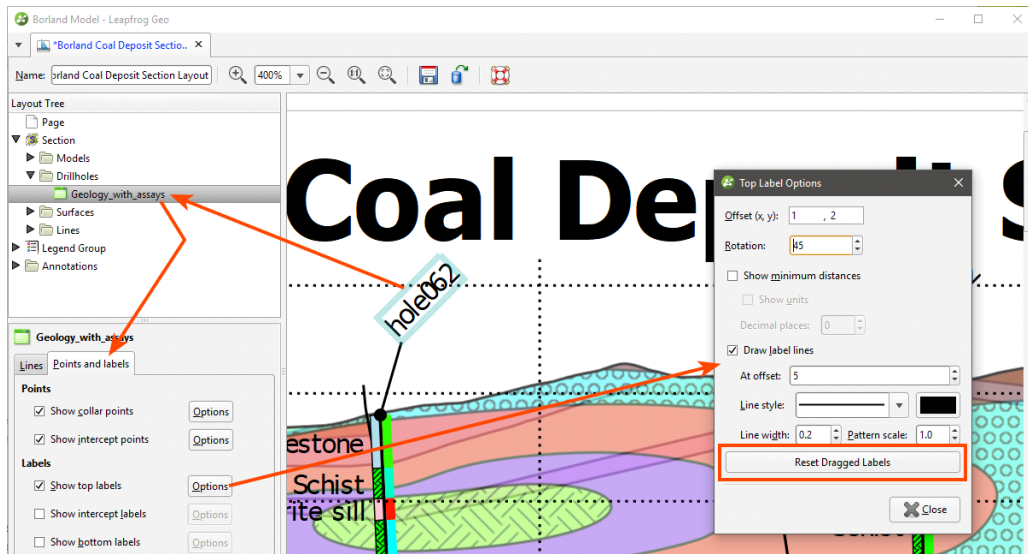 Borland Model - Leapfrog Geo
*Borland Coal Deposit Sectio..
Name: orland Coal Deposit Section Layout 400%
Layout Tree
Page
Section
Models
Drillholes
Geology_with_assays
Surfaces
Lines
Legend Group
Annotations
Geology_with_assays
Lines Points and labels
Points
Show collar points Options
Show intercept points Options
Labels
Show top labels Options
Show intercept labels Options
Show bottom labels Options
Coal De
hole062
estone
Schist
rite sill
Top Label Options
Offset (x, y): 1 , 2
Rotation: 45
Show minimum distances
Show units
Decimal places: 0
Draw label lines
At offset: 5
Line style:
Line width: 0.2 Pattern scale: 1.0
Reset Dragged Labels
Close